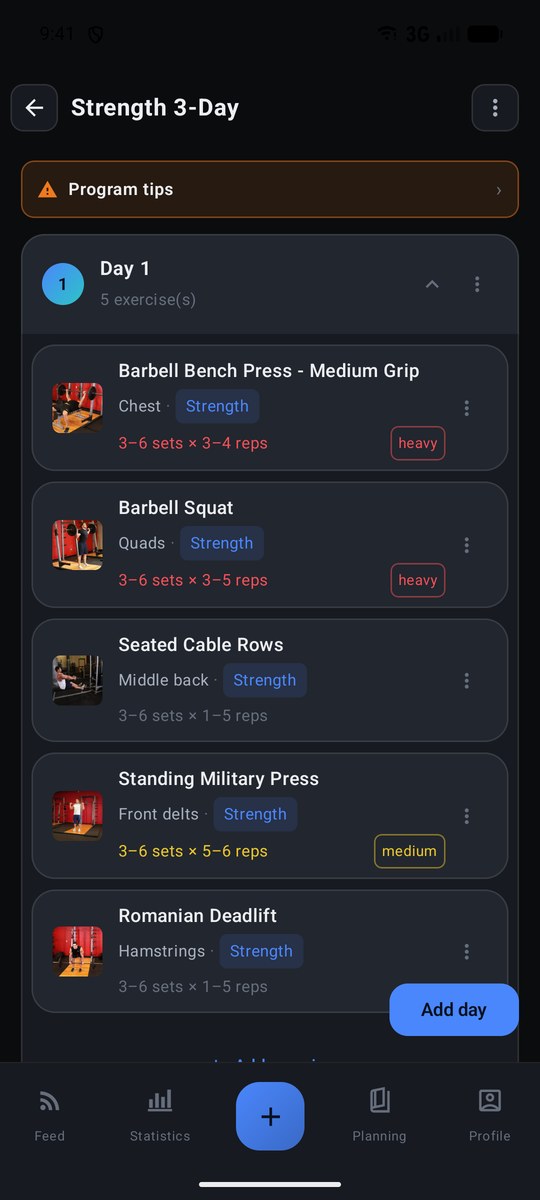 9:41
3G
Strength 3-Day
Program tips
1
Day 1
5 exercise(s)
Barbell Bench Press - Medium Grip
Chest · Strength
3–6 sets × 3–4 reps
heavy
Barbell Squat
Quads · Strength
3–6 sets × 3–5 reps
heavy
Seated Cable Rows
Middle back · Strength
3–6 sets × 1–5 reps
Standing Military Press
Front delts · Strength
3–6 sets × 5–6 reps
medium
Romanian Deadlift
Hamstrings · Strength
3–6 sets × 1–5 reps
Add day
Feed
Statistics
Planning
Profile